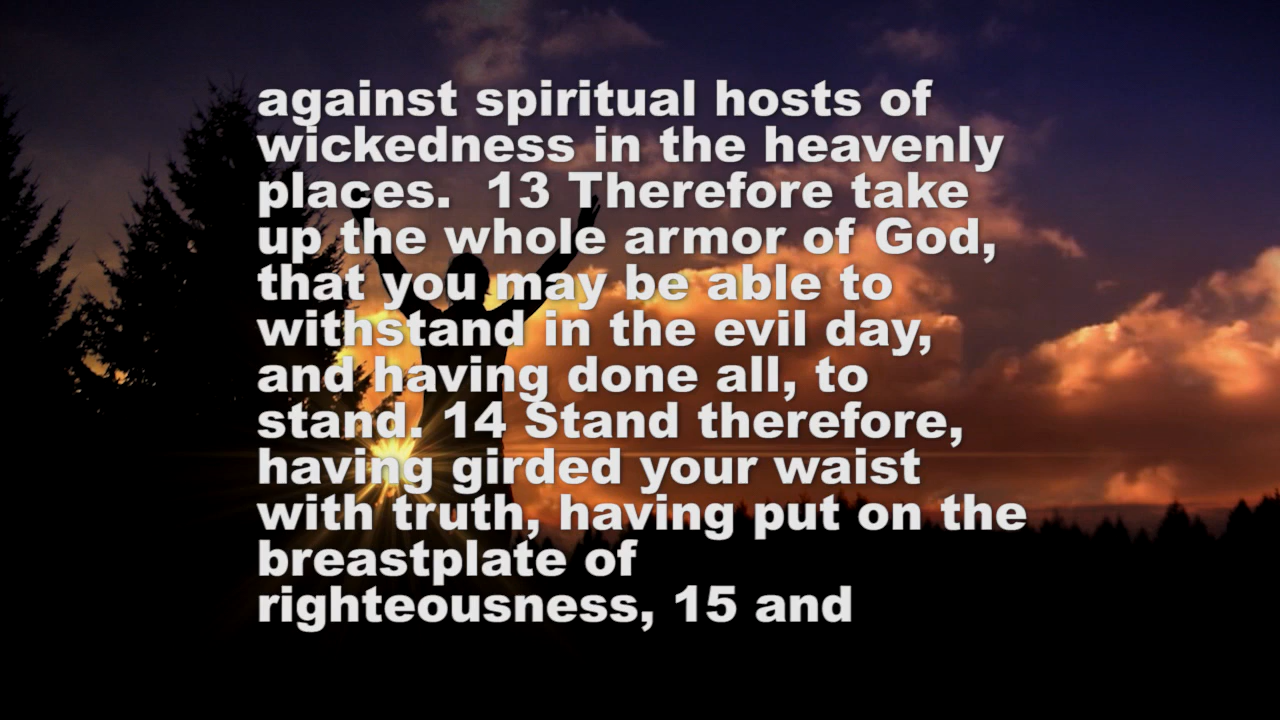 against spiritual hosts of
wickedness in the heavenly
places.  13 Therefore take
up the whole armor of God,
that you may be able to
withstand in the evil day,
and having done all, to
stand. 14 Stand therefore,
having girded your waist
with truth, having put on the
breastplate of
righteousness, 15 and